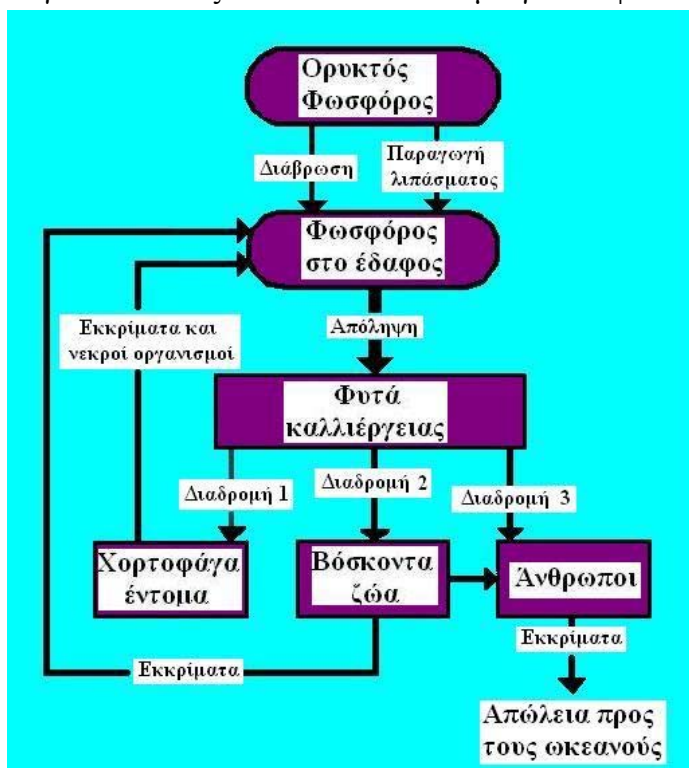 Ορυκτός
Φωσφόρος
Διάβρωση
Παραγωγή
λιπάσματος
Φωσφόρος
στο έδαφος
Εκκρίματα και
νεκροί οργανισμοί
Απόληψη
Φυτά
καλλιέργειας
Διαδρομή 1
Διαδρομή 2
Διαδρομή 3
Χορτοφάγα
έντομα
Βόσκοντα
ζώα
Άνθρωποι
Εκκρίματα
Εκκρίματα
Απώλεια προς
τους ωκεανούς